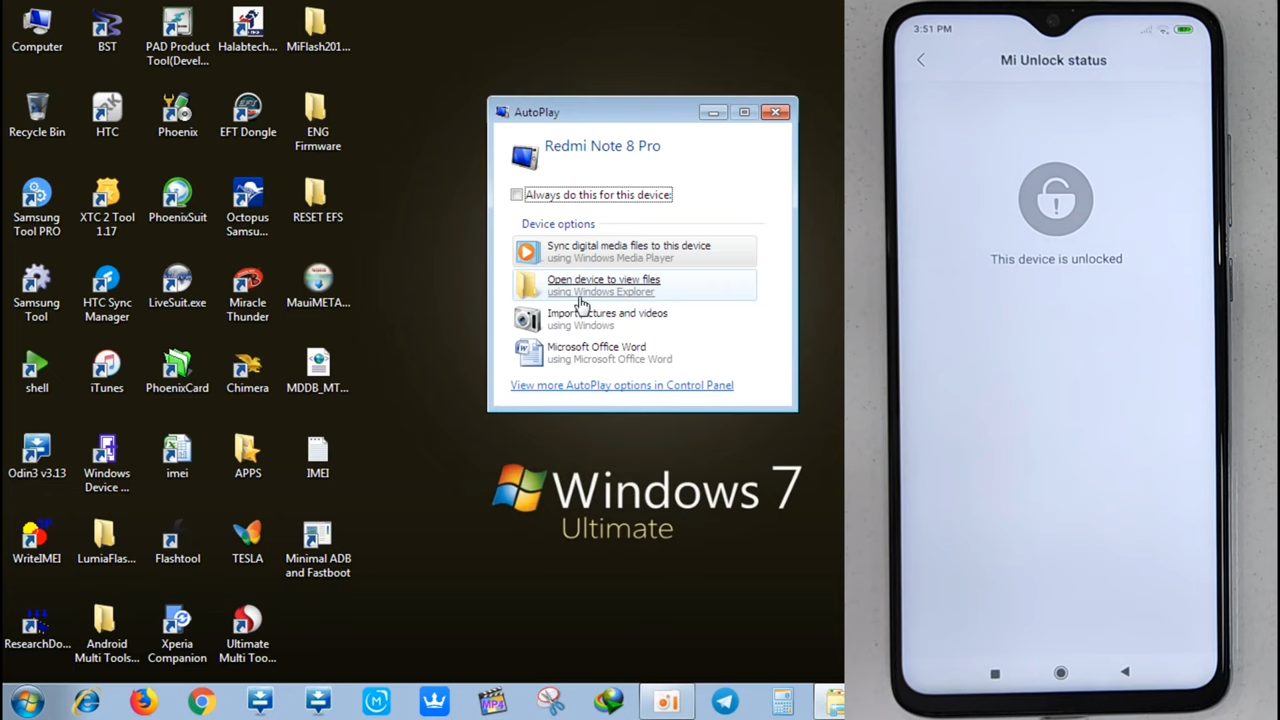 Computer
BST
PAD Product
Tool(Devel...
Halabtech...
MiFlash201...
Recycle Bin
HTC
Phoenix
EFT Dongle
ENG
Firmware
Samsung
Tool PRO
XTC 2 Tool
1.17
PhoenixSuit
Octopus
Samsu...
RESET EFS
Samsung
Tool
HTC Sync
Manager
LiveSuit.exe
Miracle
Thunder
MauiMETA...
shell
iTunes
PhoenixCard
Chimera
MDDB_MT...
Odin3 v3.13
Windows
Device ...
imei
APPS
IMEI
WriteIMEI
LumiaFlas...
Flashtool
TESLA
Minimal ADB
and Fastboot
ResearchDo...
Android
Multi Tools...
Xperia
Companion
Ultimate
Multi Too...
AutoPlay
Redmi Note 8 Pro
Always do this for this device:
Device options
Sync digital media files to this device
using Windows Media Player
Open device to view files
using Windows Explorer
Import pictures and videos
using Windows
Microsoft Office Word
using Microsoft Office Word
View more AutoPlay options in Control Panel
Windows 7
Ultimate
MP4
3:51 PM
Mi Unlock status
This device is unlocked